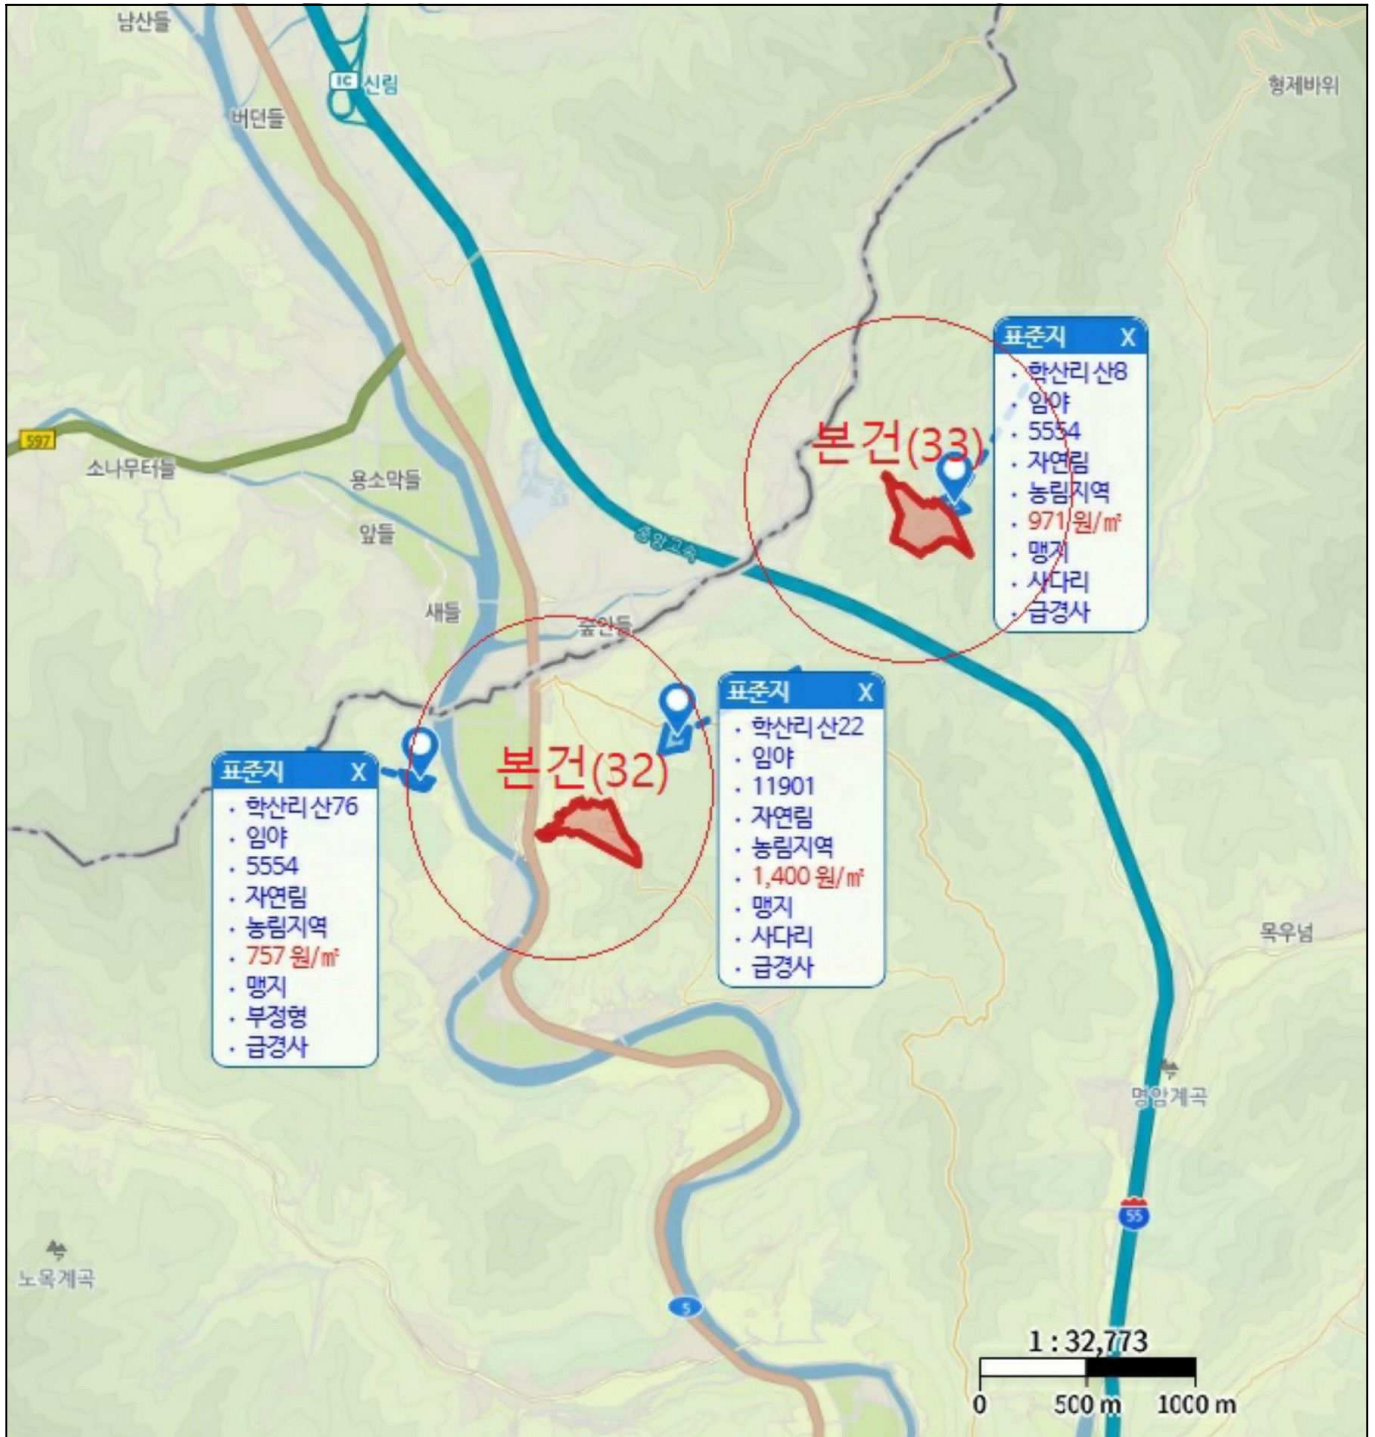 남산들
IC 신림
형제바위
버던들
표준지 X
· 학산리 산8
· 임야
· 5554
· 자연림
· 농림지역
· 971 원/㎡
· 맹지
· 사다리
· 급경사
본건(33)
597
소나무터들
용소막들
앞들
중앙고속
새들
숲안들
표준지 X
· 학산리 산22
· 임야
· 11901
· 자연림
· 농림지역
· 1,400 원/㎡
· 맹지
· 사다리
· 급경사
본건(32)
표준지 X
· 학산리 산76
· 임야
· 5554
· 자연림
· 농림지역
· 757 원/㎡
· 맹지
· 부정형
· 급경사
목우넘
명암계곡
55
노목계곡
5
1 : 32,773
0 500 m 1000 m